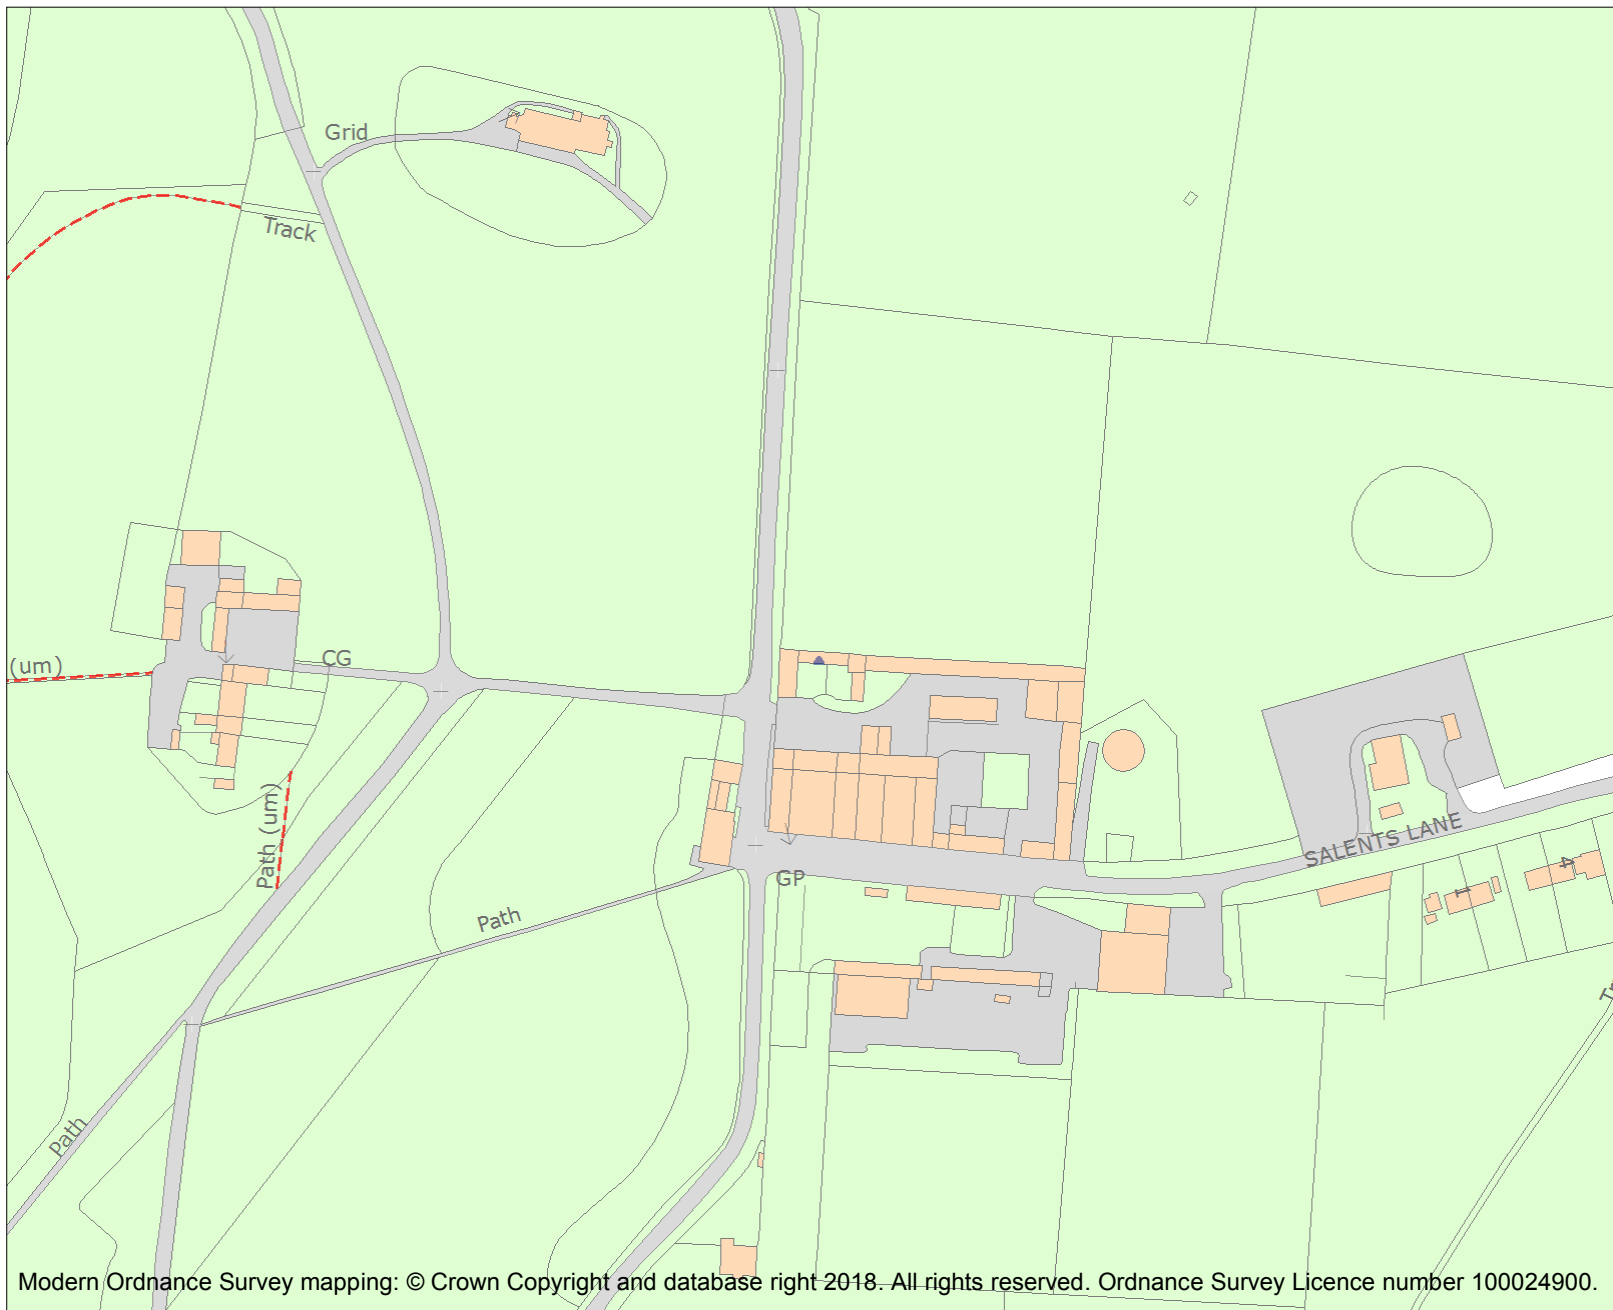 Grid
Track
(um)
CG
Path (um)
SALENTS LANE
GP
4
1
Path
Path
Modern Ordnance Survey mapping: © Crown Copyright and database right 2018. All rights reserved. Ordnance Survey Licence number 100024900.